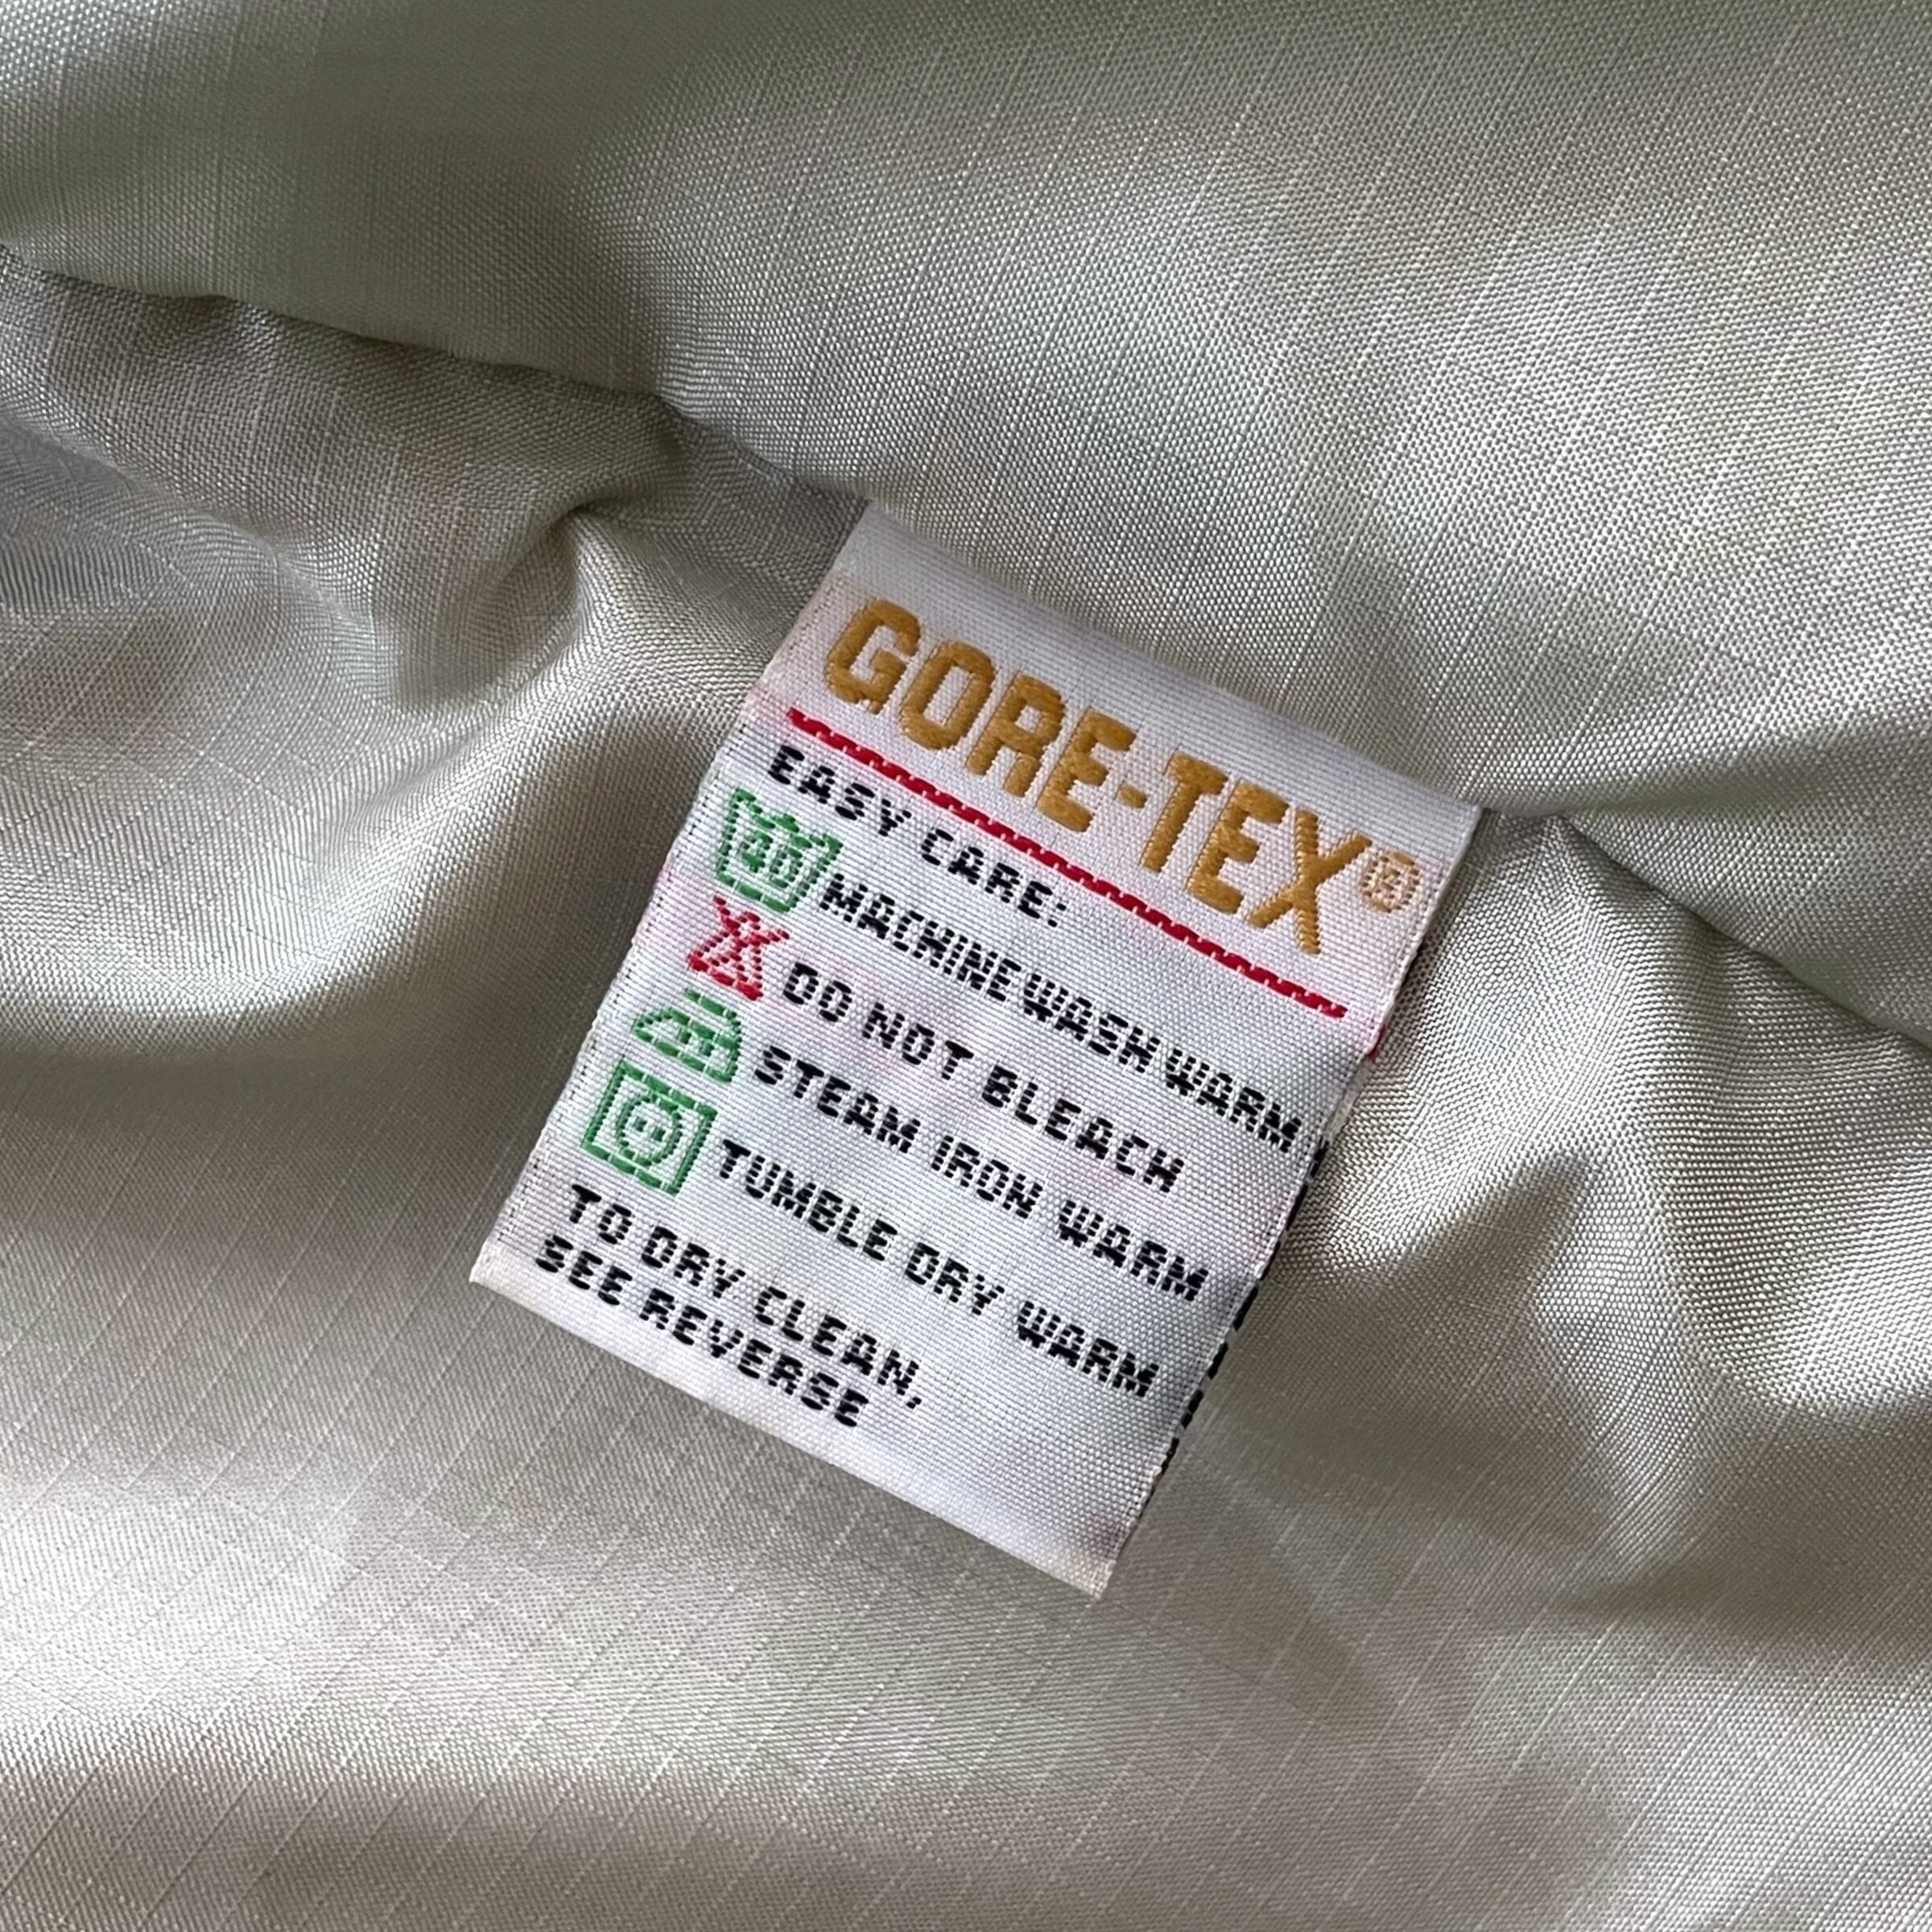 GORE-TEX®
EASY CARE:
40 MACHINE WASH WARM
DO NOT BLEACH
STEAM IRON WARM
TUMBLE DRY WARM
TO DRY CLEAN,
SEE REVERSE